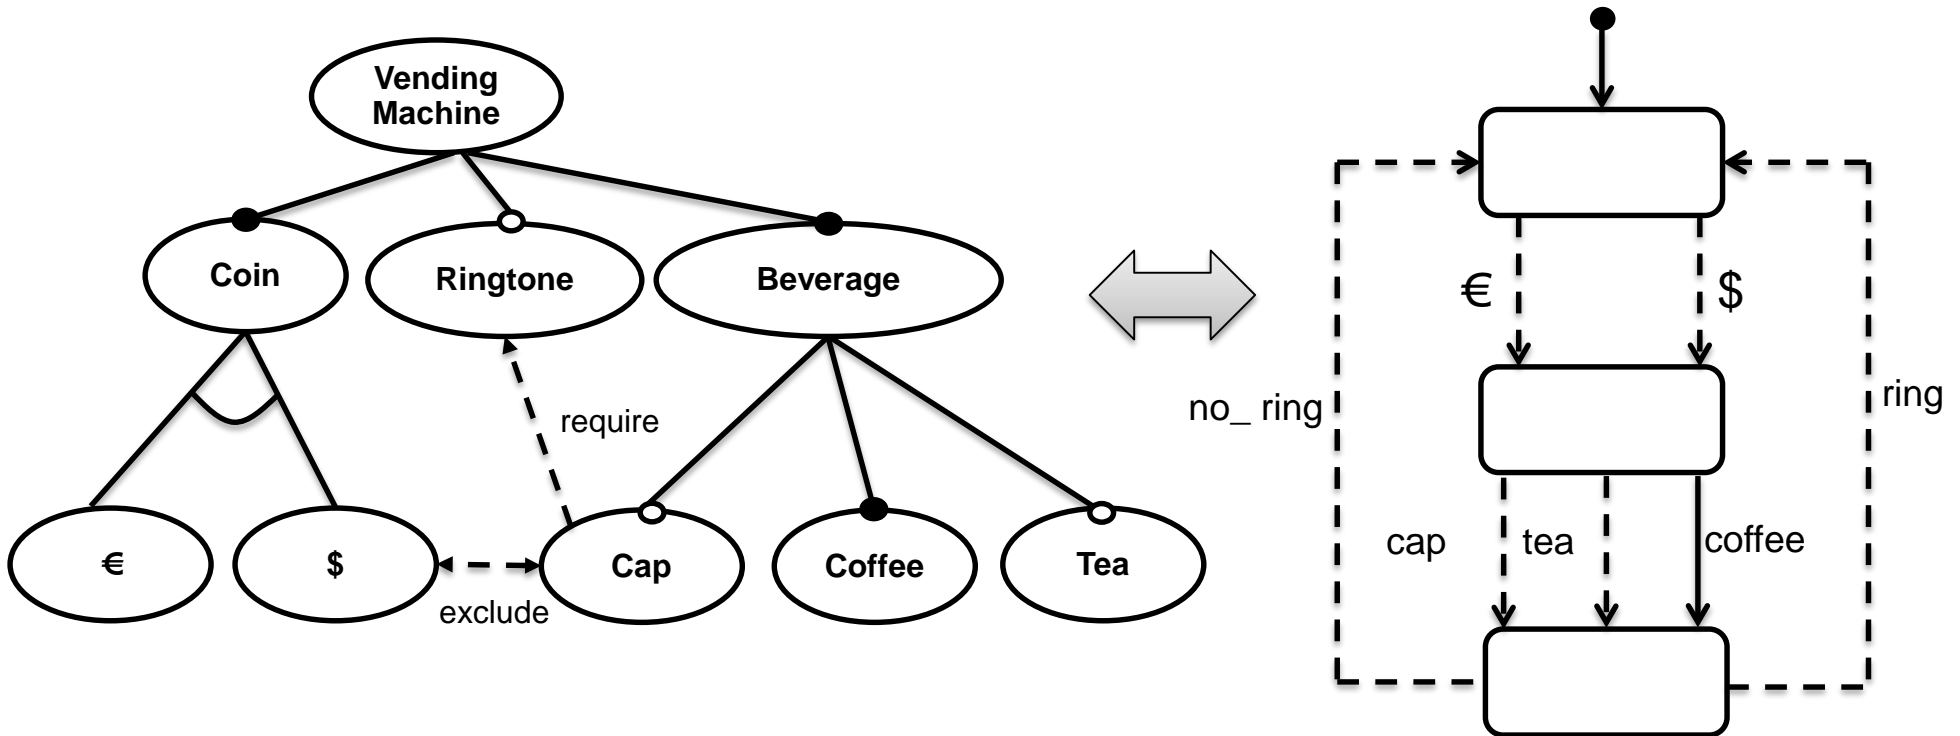 Vending
Machine
Coin
Ringtone
Beverage
€
$
no_ ring
ring
require
cap
tea
coffee
€
$
Cap
Coffee
Tea
exclude